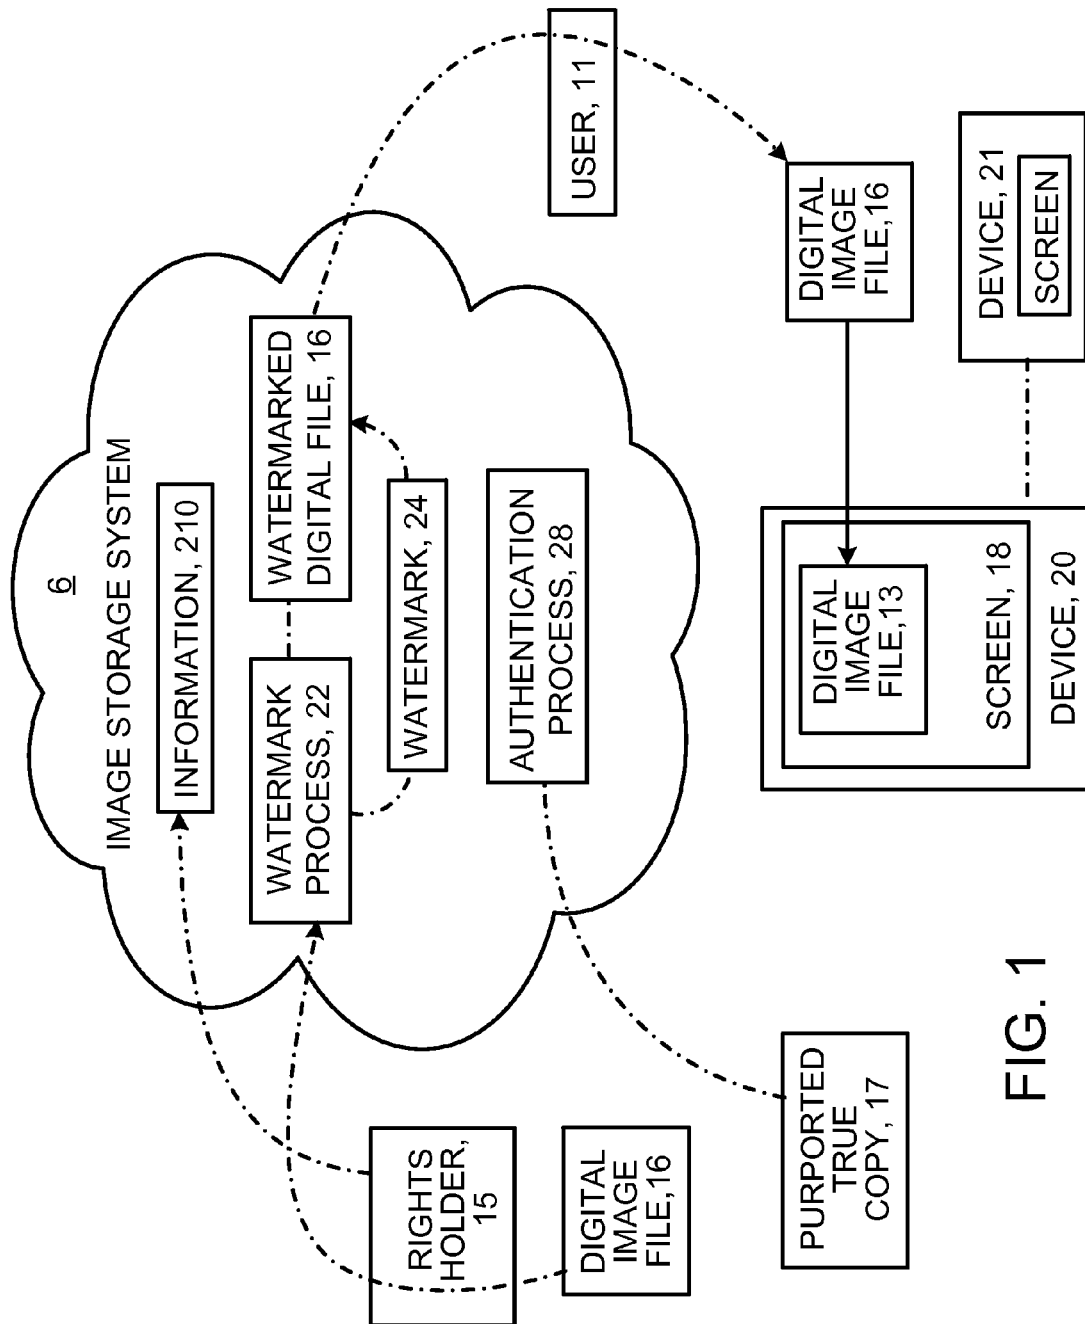 6
IMAGE STORAGE SYSTEM
INFORMATION, 210
WATERMARK
PROCESS, 22
WATERMARKED
DIGITAL FILE, 16
WATERMARK, 24
AUTHENTICATION
PROCESS, 28
RIGHTS
HOLDER,
15
DIGITAL
IMAGE
FILE,16
PURPORTED
TRUE
COPY, 17
USER, 11
DIGITAL
IMAGE
FILE,16
DIGITAL
IMAGE
FILE,13
SCREEN, 18
DEVICE, 20
DEVICE, 21
SCREEN
FIG. 1